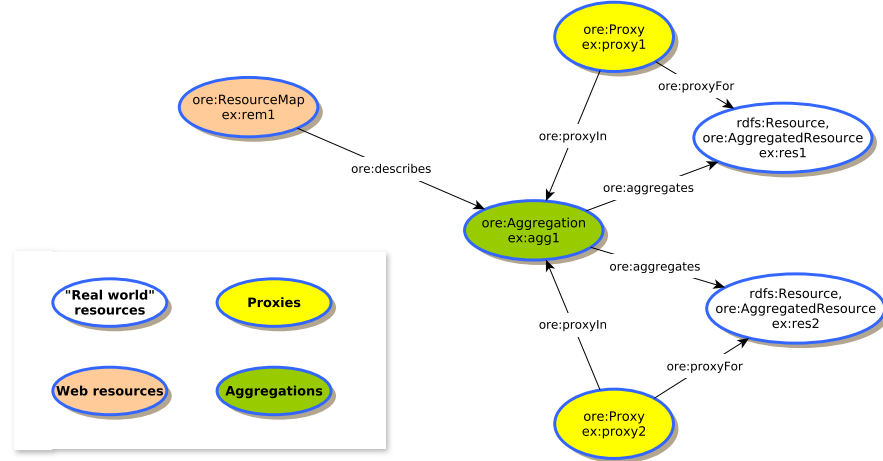 ore:Proxy
ex:proxy1
ore:proxyFor
ore:ResourceMap
ex:rem1
rdfs:Resource,
ore:AggregatedResource
ex:res1
ore:proxyIn
ore:describes
ore:aggregates
ore:Aggregation
ex:agg1
ore:aggregates
rdfs:Resource,
ore:AggregatedResource
ex:res2
ore:proxyIn
ore:proxyFor
ore:Proxy
ex:proxy2
"Real world"
resources
Proxies
Web resources
Aggregations